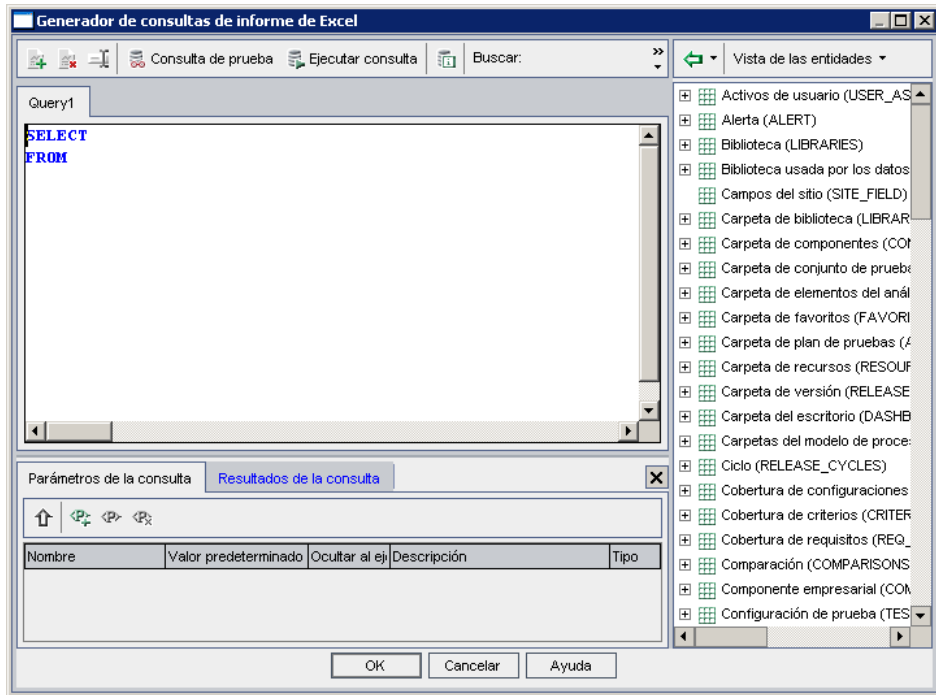 Generador de consultas de informe de Excel
Consulta de prueba Ejecutar consulta Buscar: Vista de las entidades
Query1
SELECT
FROM
Activos de usuario (USER_AS
Alerta (ALERT)
Biblioteca (LIBRARIES)
Biblioteca usada por los datos
Campos del sitio (SITE_FIELD)
Carpeta de biblioteca (LIBRAR
Carpeta de componentes (CO
Carpeta de conjunto de prueba
Carpeta de elementos del anál
Carpeta de favoritos (FAVORI
Carpeta de plan de pruebas (A
Carpeta de recursos (RESOUR
Carpeta de versión (RELEASE
Carpeta del escritorio (DASHB
Carpetas del modelo de proce
Ciclo (RELEASE_CYCLES)
Cobertura de configuraciones
Cobertura de criterios (CRITER
Cobertura de requisitos (REQ_
Comparación (COMPARISONS
Componente empresarial (COM
Configuración de prueba (TES
Parámetros de la consulta Resultados de la consulta
Nombre Valor predeterminado Ocultar al ej Descripción Tipo
OK Cancelar Ayuda